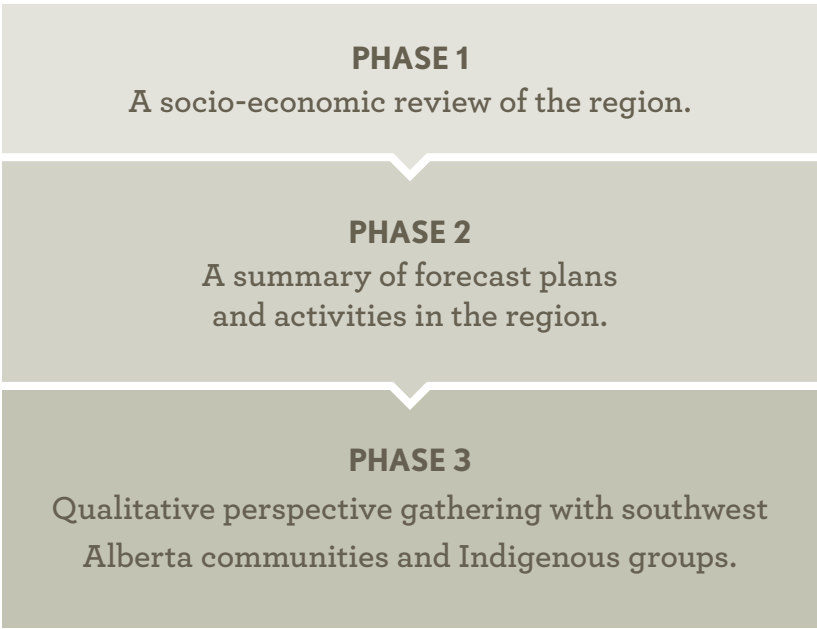 PHASE 1
A socio-economic review of the region.
PHASE 2
A summary of forecast plans
and activities in the region.
PHASE 3
Qualitative perspective gathering with southwest
Alberta communities and Indigenous groups.